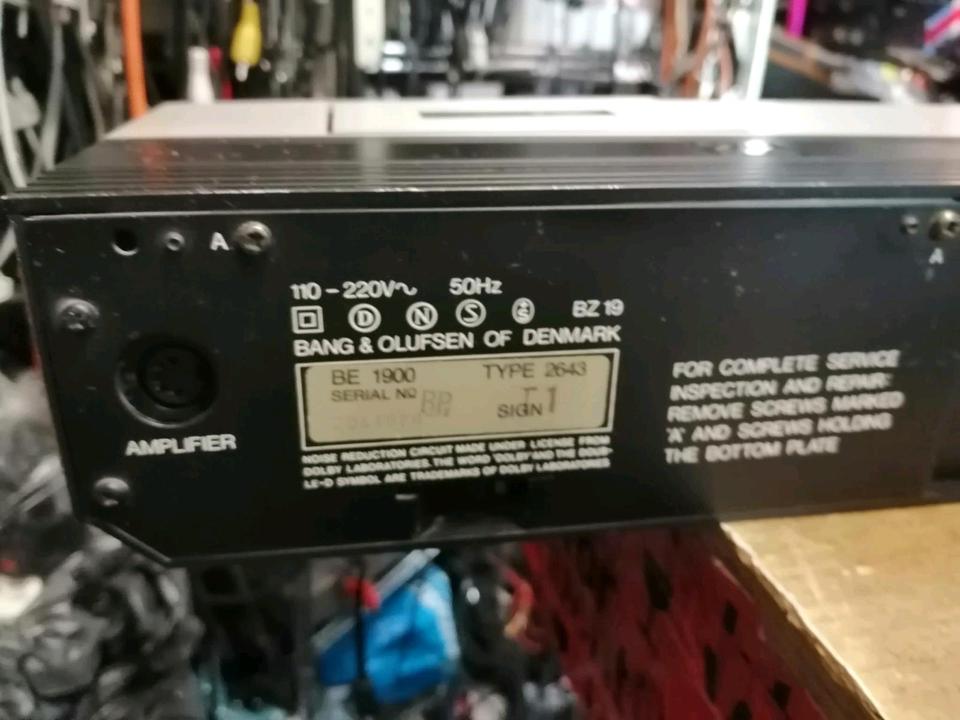 A
A
110-220V~ 50Hz
D N S BZ 19
BANG & OLUFSEN OF DENMARK
BE 1900 TYPE 2643
SERIAL Nº
SIGN
NOISE REDUCTION CIRCUIT MADE UNDER LICENSE FROM
DOLBY LABORATORIES. THE WORD 'DOLBY' AND THE DOUB-
LE-D SYMBOL ARE TRADEMARKS OF DOLBY LABORATORIES
AMPLIFIER
FOR COMPLETE SERVICE
INSPECTION AND REPAIR:
REMOVE SCREWS MARKED
'A' AND SCREWS HOLDING
THE BOTTOM PLATE